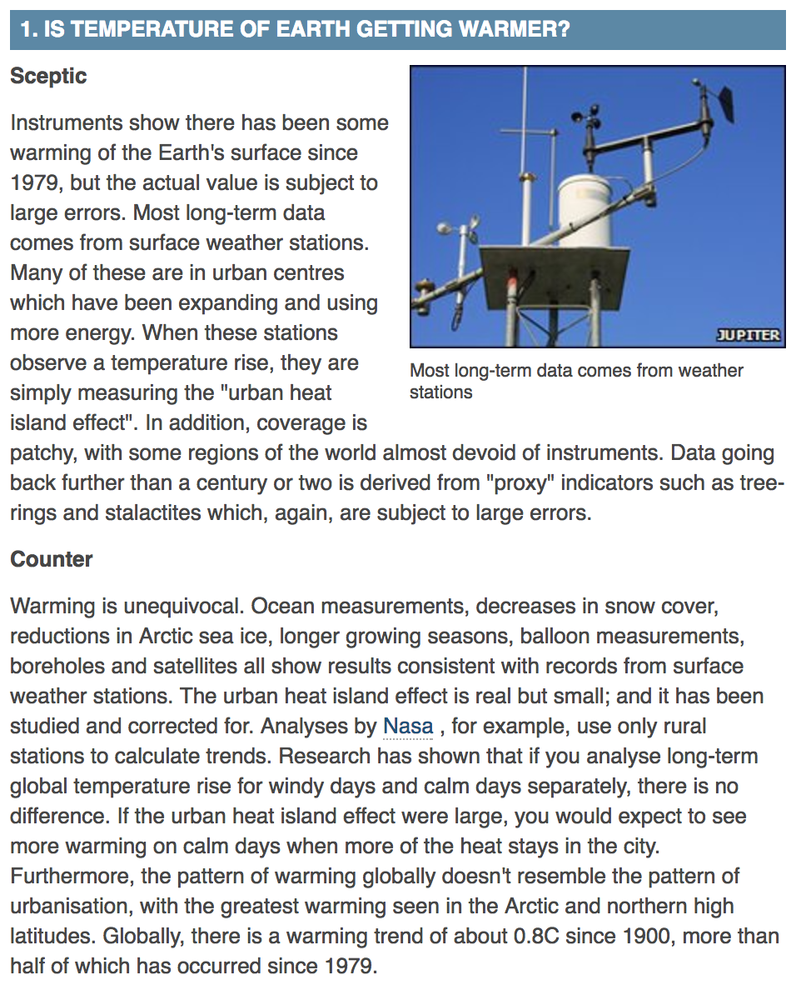 1. IS TEMPERATURE OF EARTH GETTING WARMER?
Sceptic
Instruments show there has been some
warming of the Earth's surface since
1979, but the actual value is subject to
large errors. Most long-term data
comes from surface weather stations.
Many of these are in urban centres
which have been expanding and using
more energy. When these stations
observe a temperature rise, they are
simply measuring the "urban heat
island effect". In addition, coverage is
patchy, with some regions of the world almost devoid of instruments. Data going
back further than a century or two is derived from "proxy" indicators such as tree-
rings and stalactites which, again, are subject to large errors.
JUPITER
Most long-term data comes from weather
stations
Counter
Warming is unequivocal. Ocean measurements, decreases in snow cover,
reductions in Arctic sea ice, longer growing seasons, balloon measurements,
boreholes and satellites all show results consistent with records from surface
weather stations. The urban heat island effect is real but small; and it has been
studied and corrected for. Analyses by Nasa , for example, use only rural
stations to calculate trends. Research has shown that if you analyse long-term
global temperature rise for windy days and calm days separately, there is no
difference. If the urban heat island effect were large, you would expect to see
more warming on calm days when more of the heat stays in the city.
Furthermore, the pattern of warming globally doesn't resemble the pattern of
urbanisation, with the greatest warming seen in the Arctic and northern high
latitudes. Globally, there is a warming trend of about 0.8C since 1900, more than
half of which has occurred since 1979.